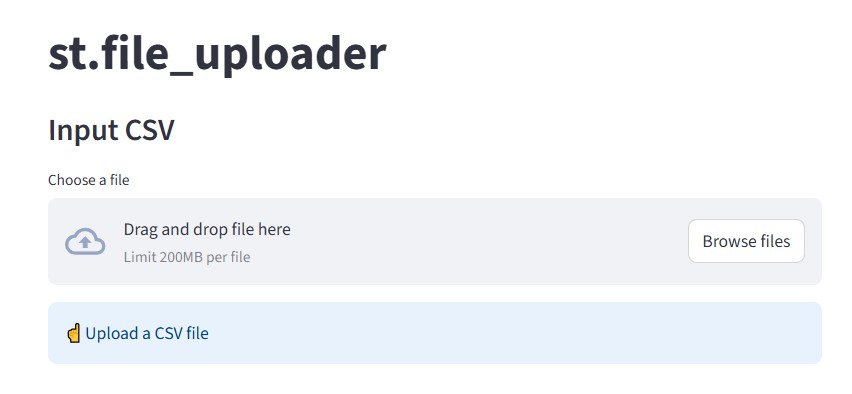 st.file_uploader
Input CSV
Choose a file
Drag and drop file here
Limit 200MB per file
Browse files
☝Upload a CSV file